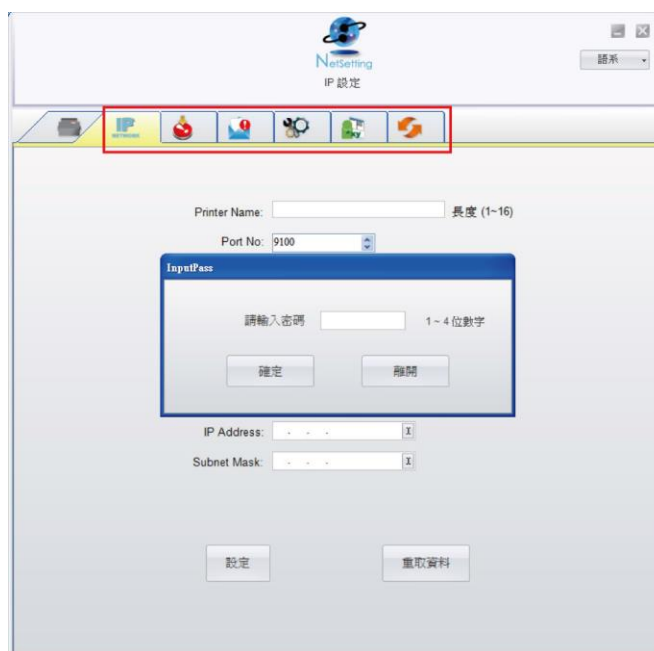 NetSetting
IP 設定
語系
IP
NETWORK
Printer Name: 長度 (1~16)
Port No: 9100
InputPass
請輸入密碼 1 ~ 4 位數字
確定 離開
IP Address: . . . X
Subnet Mask: . . . X
設定 重取資料